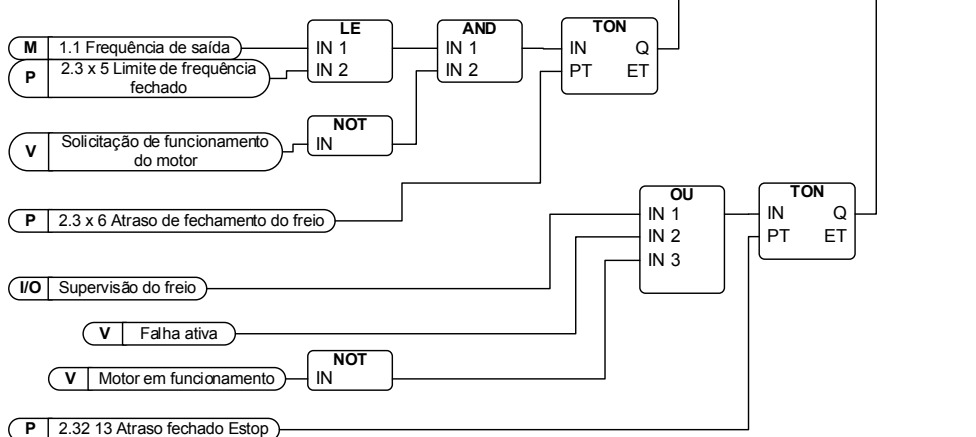 LE
AND
TON
M 1.1 Frequência de saída
IN 1
IN 1
IN Q
P 2.3 x 5 Limite de frequência
fechado
IN 2
IN 2
PT ET
NOT
V Solicitação de funcionamento
do motor
IN
OU
TON
P 2.3 x 6 Atraso de fechamento do freio
IN 1
IN Q
IN 2
PT ET
IN 3
I/O Supervisão do freio
V Falha ativa
NOT
V Motor em funcionamento
IN
P 2.32 13 Atraso fechado Estop